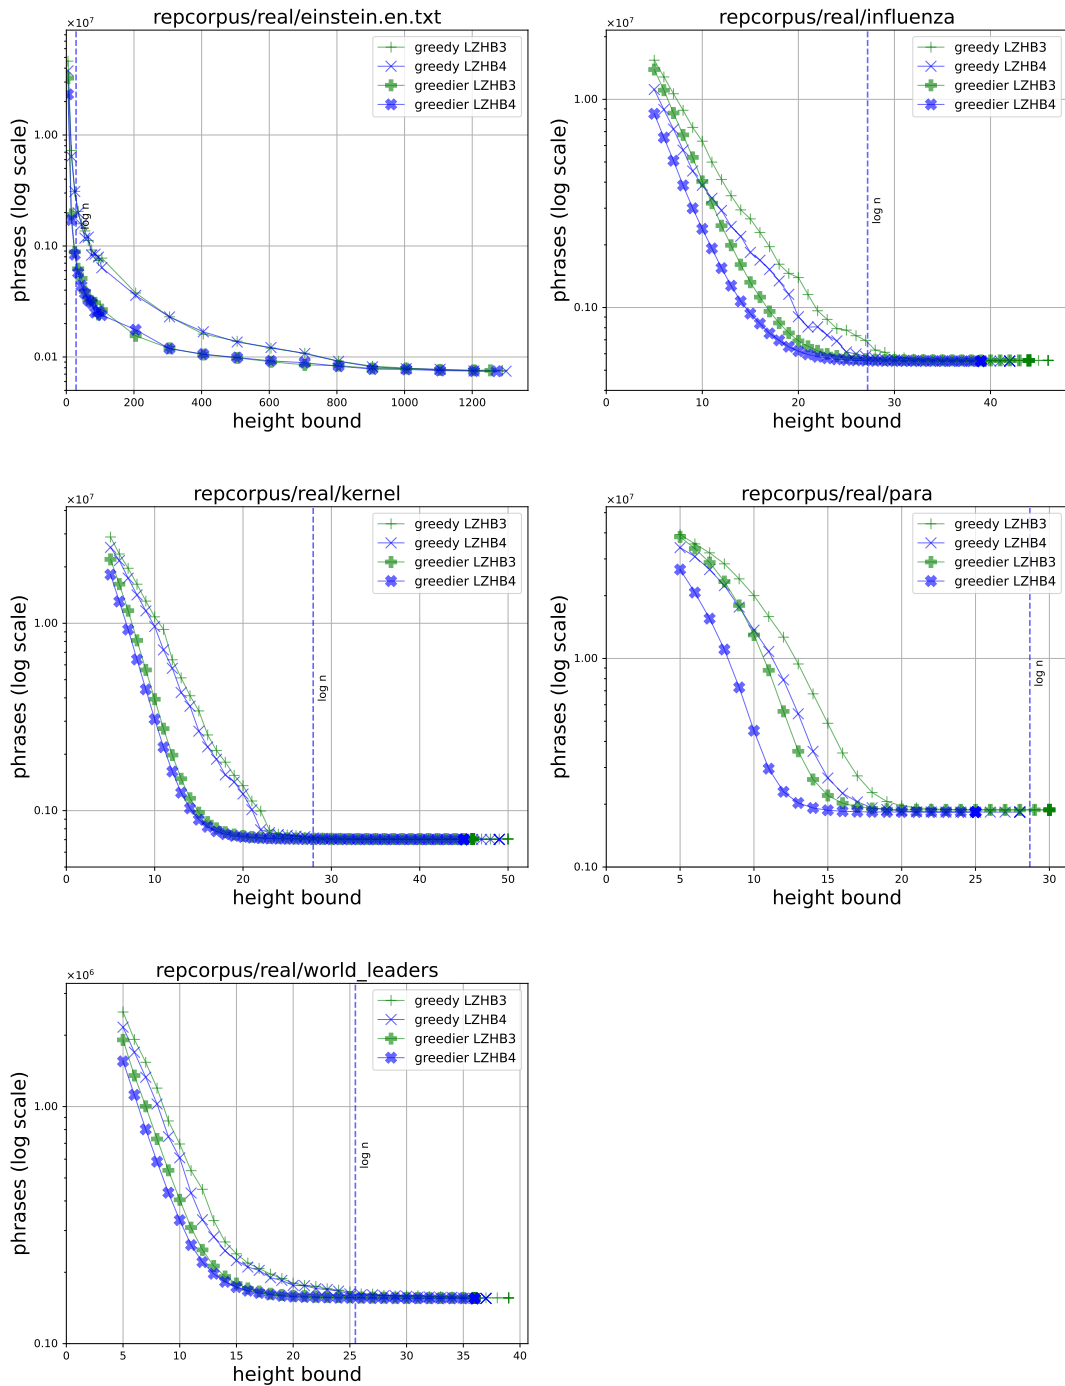 repcorpus/real/einstein.en.txt
×10⁷
greedy LZHB3
greedy LZHB4
greedier LZHB3
greedier LZHB4
1.00
0.10
0.01
phrases (log scale)
log n
0 200 400 600 800 1000 1200
height bound
repcorpus/real/influenza
×10⁷
greedy LZHB3
greedy LZHB4
greedier LZHB3
greedier LZHB4
1.00
0.10
phrases (log scale)
log n
0 10 20 30 40
height bound
repcorpus/real/kernel
×10⁷
greedy LZHB3
greedy LZHB4
greedier LZHB3
greedier LZHB4
1.00
0.10
phrases (log scale)
log n
0 10 20 30 40 50
height bound
repcorpus/real/para
×10⁷
greedy LZHB3
greedy LZHB4
greedier LZHB3
greedier LZHB4
1.00
0.10
phrases (log scale)
log n
0 5 10 15 20 25 30
height bound
repcorpus/real/world_leaders
×10⁶
greedy LZHB3
greedy LZHB4
greedier LZHB3
greedier LZHB4
1.00
0.10
phrases (log scale)
log n
0 5 10 15 20 25 30 35 40
height bound